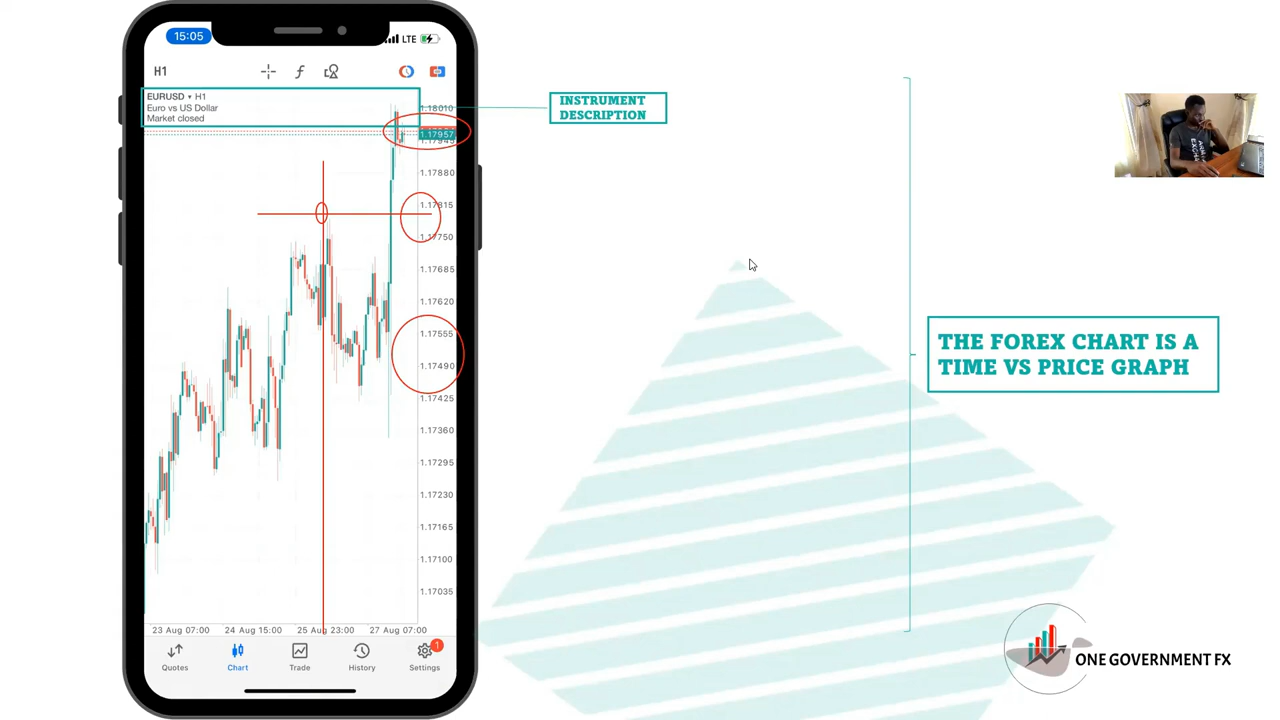 15:05
LTE
H1
EURUSD ▾ H1
Euro vs US Dollar
Market closed
1.18010
1.17957
1.17945
1.17880
1.17815
1.17750
1.17685
1.17620
1.17555
1.17490
1.17425
1.17360
1.17295
1.17230
1.17165
1.17100
1.17035
23 Aug 07:00 24 Aug 15:00 25 Aug 23:00 27 Aug 07:00
Quotes Chart Trade History Settings
1
INSTRUMENT
DESCRIPTION
THE FOREX CHART IS A
TIME VS PRICE GRAPH
ONE GOVERNMENT FX